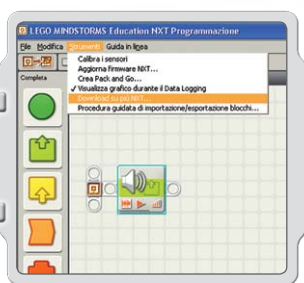 LEGO MINDSTORMS Education NXT Programmazione
File Modifica Strumenti Guida in linea
Calibra i sensori
Aggiorna firmware NXT...
Crea Pack and Go...
Completa
✓ Visualizza grafico durante il Data Logging
Download su più NXT...
Procedura guidata di importazione/esportazione blocchi...